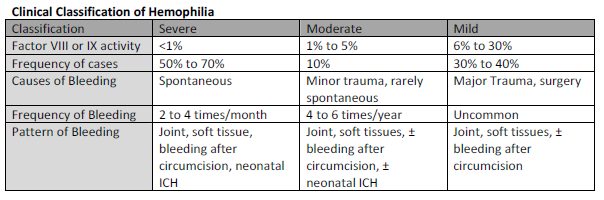 Clinical Classification of Hemophilia
Classification Severe Moderate Mild
Factor VIII or IX activity <1% 1% to 5% 6% to 30%
Frequency of cases 50% to 70% 10% 30% to 40%
Causes of Bleeding Spontaneous Minor trauma, rarely Major Trauma, surgery
spontaneous
Frequency of Bleeding 2 to 4 times/month 4 to 6 times/year Uncommon
Pattern of Bleeding Joint, soft tissue, Joint, soft tissues, ± Joint, soft tissues, ±
bleeding after bleeding after bleeding after
circumcision, neonatal circumcision, ± circumcision
ICH neonatal ICH